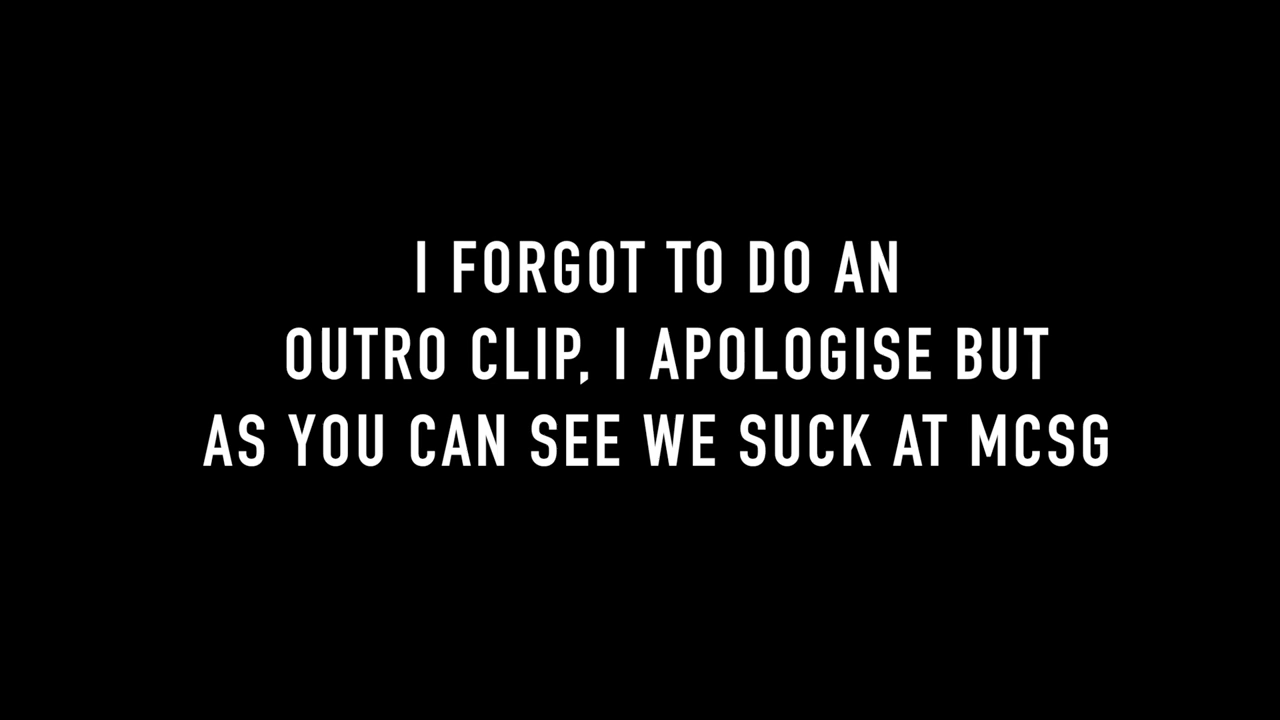 I FORGOT TO DO AN
OUTRO CLIP, I APOLOGISE BUT
AS YOU CAN SEE WE SUCK AT MCSG